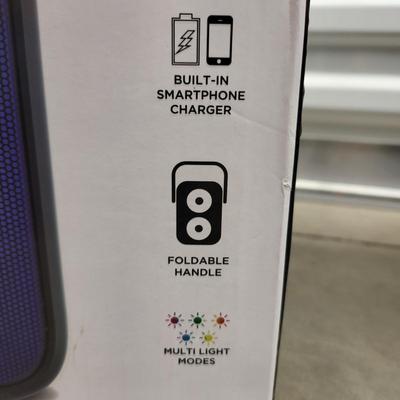 BUILT-IN
SMARTPHONE
CHARGER
FOLDABLE
HANDLE
MULTI LIGHT
MODES